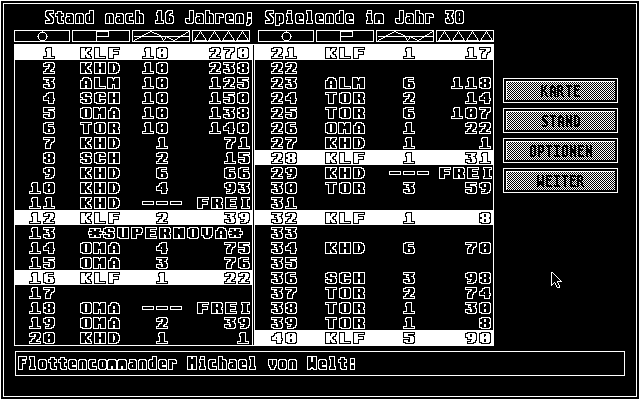 Stand nach 16 Jahren; Spielende in Jahr 30
1 KLF 10 270
2 KHD 10 238
3 ALM 10 125
4 SCH 10 150
5 OMA 10 138
6 TOR 10 140
7 KHD 1 71
8 SCH 2 15
9 KHD 6 66
10 KHD 4 93
11 KHD --- FREI
12 KLF 2 39
13 *SUPERNOVA*
14 OMA 4 75
15 OMA 3 76
16 KLF 1 22
17
18 OMA --- FREI
19 OMA 2 39
20 KHD 1 1
21 KLF 1 17
22
23 ALM 6 118
24 TOR 2 14
25 TOR 6 107
26 OMA 1 22
27 KHD 1 1
28 KLF 1 31
29 KHD --- FREI
30 TOR 3 59
31
32 KLF 1 8
33
34 KHD 6 70
35
36 SCH 3 98
37 TOR 2 74
38 TOR 1 30
39 TOR 1 8
40 KLF 5 90
KARTE
STAND
OPTIONEN
WEITER
Flottencommander Michael von Welt: